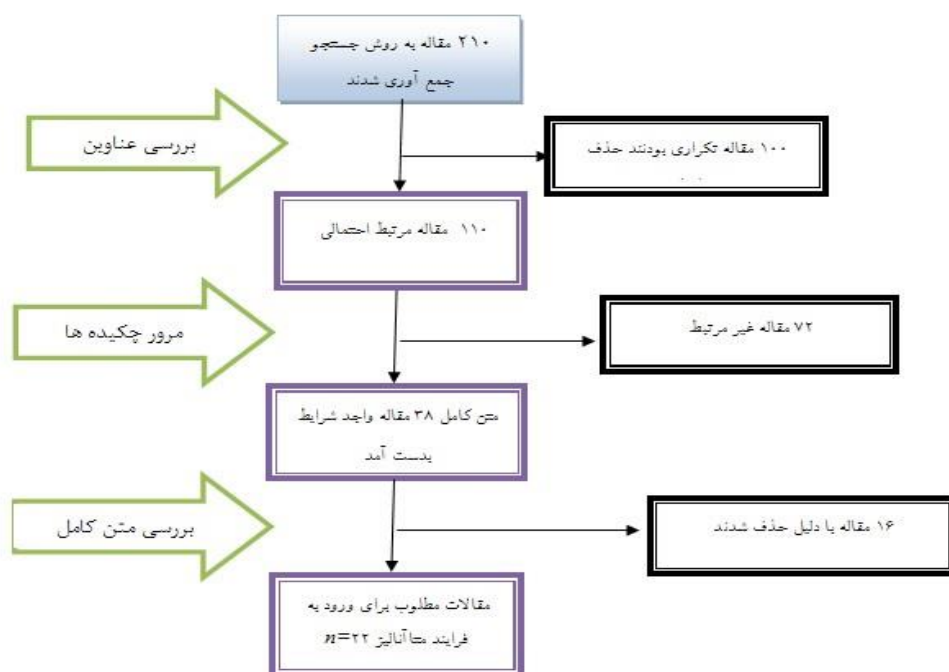 ۲۱۰ مقاله به روش جستجو
جمع آوری شدند
بررسی عناوین
۱۰۰ مقاله تکراری بودنند حذف
۱۱۰ مقاله مرتبط احتمالی
مرور چکیده ها
۷۲ مقاله غیر مرتبط
متن کامل ۳۸ مقاله واجد شرایط
بدست آمد
بررسی متن کامل
۱۶ مقاله با دلیل حذف شدند
مقالات مطلوب برای ورود به
فرایند متاآنالیز n=۲۲